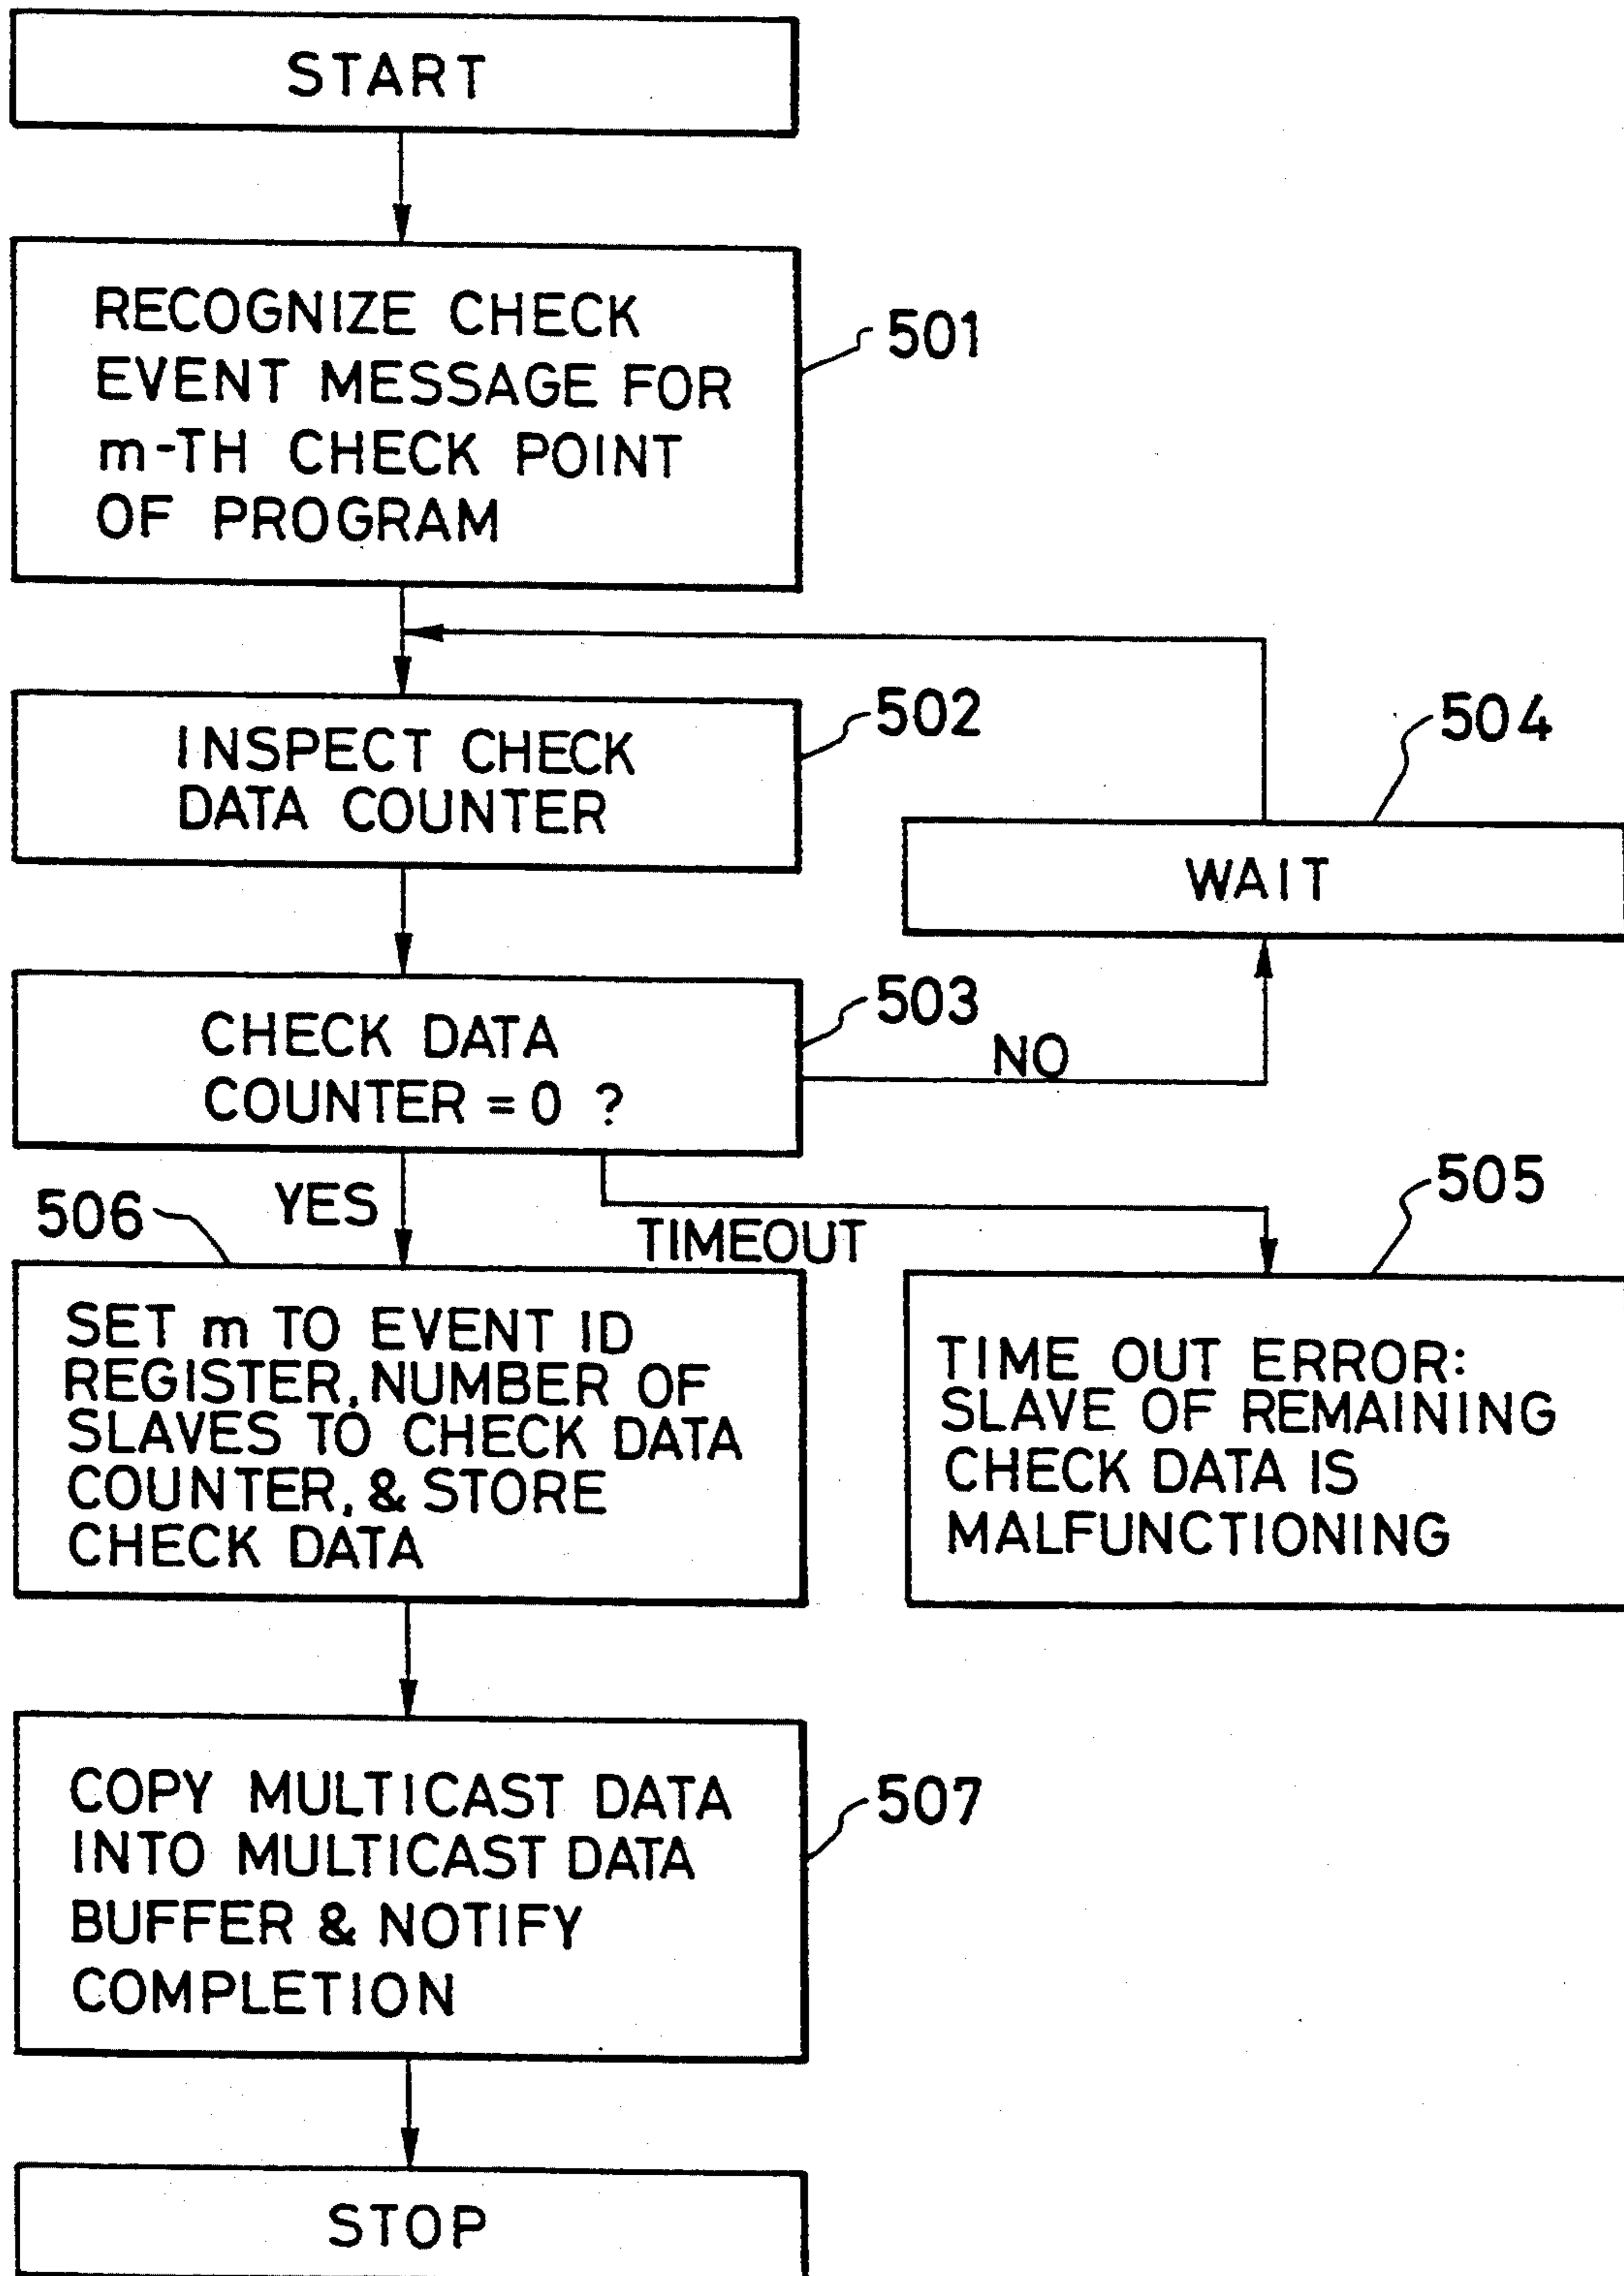 START
RECOGNIZE CHECK
EVENT MESSAGE FOR
m-TH CHECK POINT
OF PROGRAM
501
INSPECT CHECK
DATA COUNTER
502
504
WAIT
CHECK DATA
COUNTER = 0 ?
503
NO
YES
TIMEOUT
506
505
SET m TO EVENT ID
REGISTER, NUMBER OF
SLAVES TO CHECK DATA
COUNTER, & STORE
CHECK DATA
TIME OUT ERROR:
SLAVE OF REMAINING
CHECK DATA IS
MALFUNCTIONING
COPY MULTICAST DATA
INTO MULTICAST DATA
BUFFER & NOTIFY
COMPLETION
507
STOP